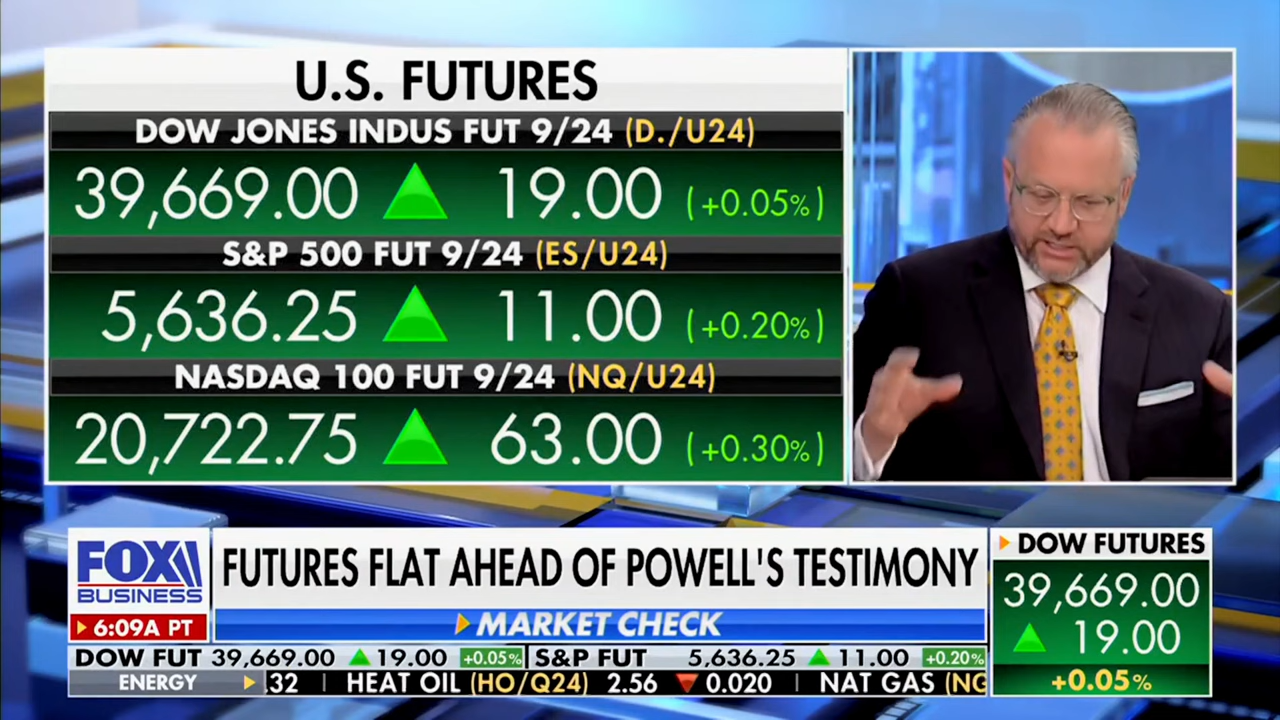 U.S. FUTURES
DOW JONES INDUS FUT 9/24 (D./U24)
39,669.00 ▲ 19.00 (+0.05%)
S&P 500 FUT 9/24 (ES/U24)
5,636.25 ▲ 11.00 (+0.20%)
NASDAQ 100 FUT 9/24 (NQ/U24)
20,722.75 ▲ 63.00 (+0.30%)
FOX BUSINESS
6:09A PT
FUTURES FLAT AHEAD OF POWELL'S TESTIMONY
MARKET CHECK
DOW FUTURES
39,669.00
▲ 19.00
+0.05%
DOW FUT 39,669.00 ▲ 19.00 +0.05% S&P FUT 5,636.25 ▲ 11.00 +0.20%
ENERGY .32 | HEAT OIL (HO/Q24) 2.56 ▼ 0.020 | NAT GAS (NG